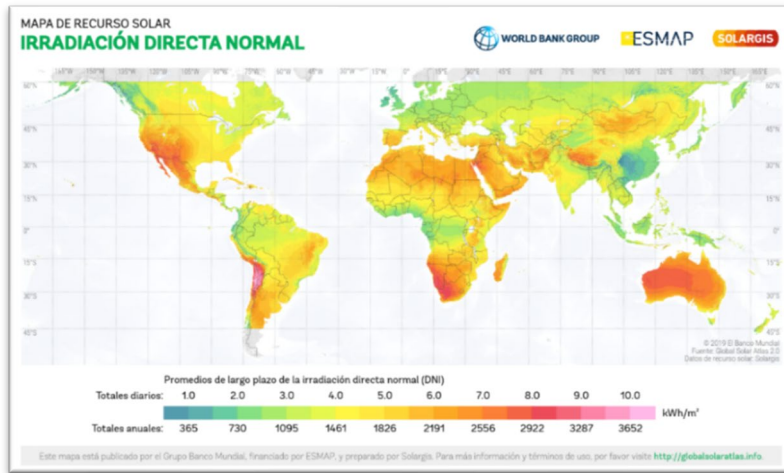 MAPA DE RECURSO SOLAR
IRRADIACIÓN DIRECTA NORMAL
WORLD BANK GROUP
ESMAP
SOLARGIS
© 2019 El Banco Mundial
Fuente: Global Solar Atlas 2.0
Datos de recurso solar: Solargis
Promedios de largo plazo de la irradiación directa normal (DNI)
Totales diarios: 1.0 2.0 3.0 4.0 5.0 6.0 7.0 8.0 9.0 10.0
kWh/m²
Totales anuales: 365 730 1095 1461 1826 2191 2556 2922 3287 3652
Este mapa está publicado por el Grupo Banco Mundial, financiado por ESMAP, y preparado por Solargis. Para más información y términos de uso, por favor visite http://globalsolaratlas.info.